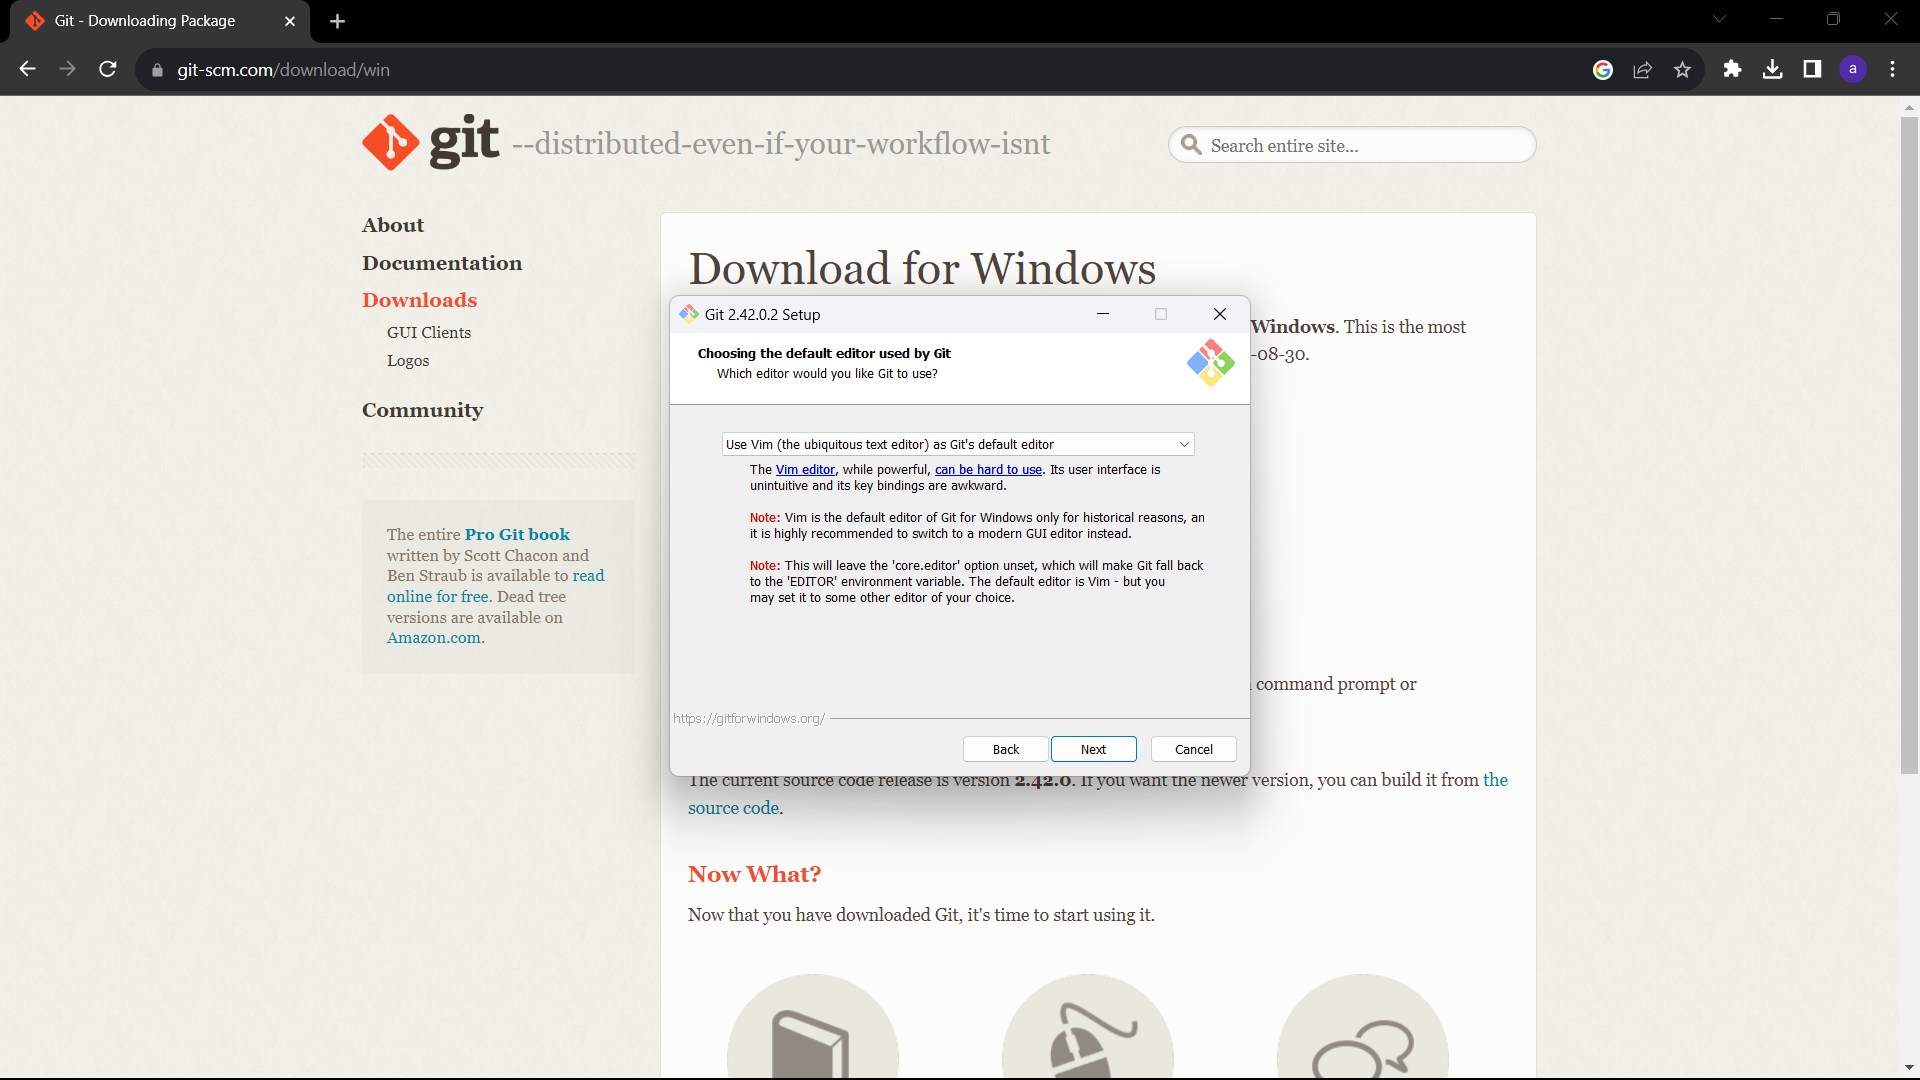 Git - Downloading Package
git-scm.com/download/win
a
git --distributed-even-if-your-workflow-isnt
Search entire site...
About
Documentation
Downloads
GUI Clients
Logos
Community
The entire Pro Git book
written by Scott Chacon and
Ben Straub is available to read
online for free. Dead tree
versions are available on
Amazon.com.
Download for Windows
Windows. This is the most
-08-30.
Git 2.42.0.2 Setup
Choosing the default editor used by Git
Which editor would you like Git to use?
Use Vim (the ubiquitous text editor) as Git's default editor
The Vim editor, while powerful, can be hard to use. Its user interface is
unintuitive and its key bindings are awkward.
Note: Vim is the default editor of Git for Windows only for historical reasons, an
it is highly recommended to switch to a modern GUI editor instead.
Note: This will leave the 'core.editor' option unset, which will make Git fall back
to the 'EDITOR' environment variable. The default editor is Vim - but you
may set it to some other editor of your choice.
https://gitforwindows.org/
Back
Next
Cancel
command prompt or
The current source code release is version 2.42.0. If you want the newer version, you can build it from the
source code.
Now What?
Now that you have downloaded Git, it's time to start using it.